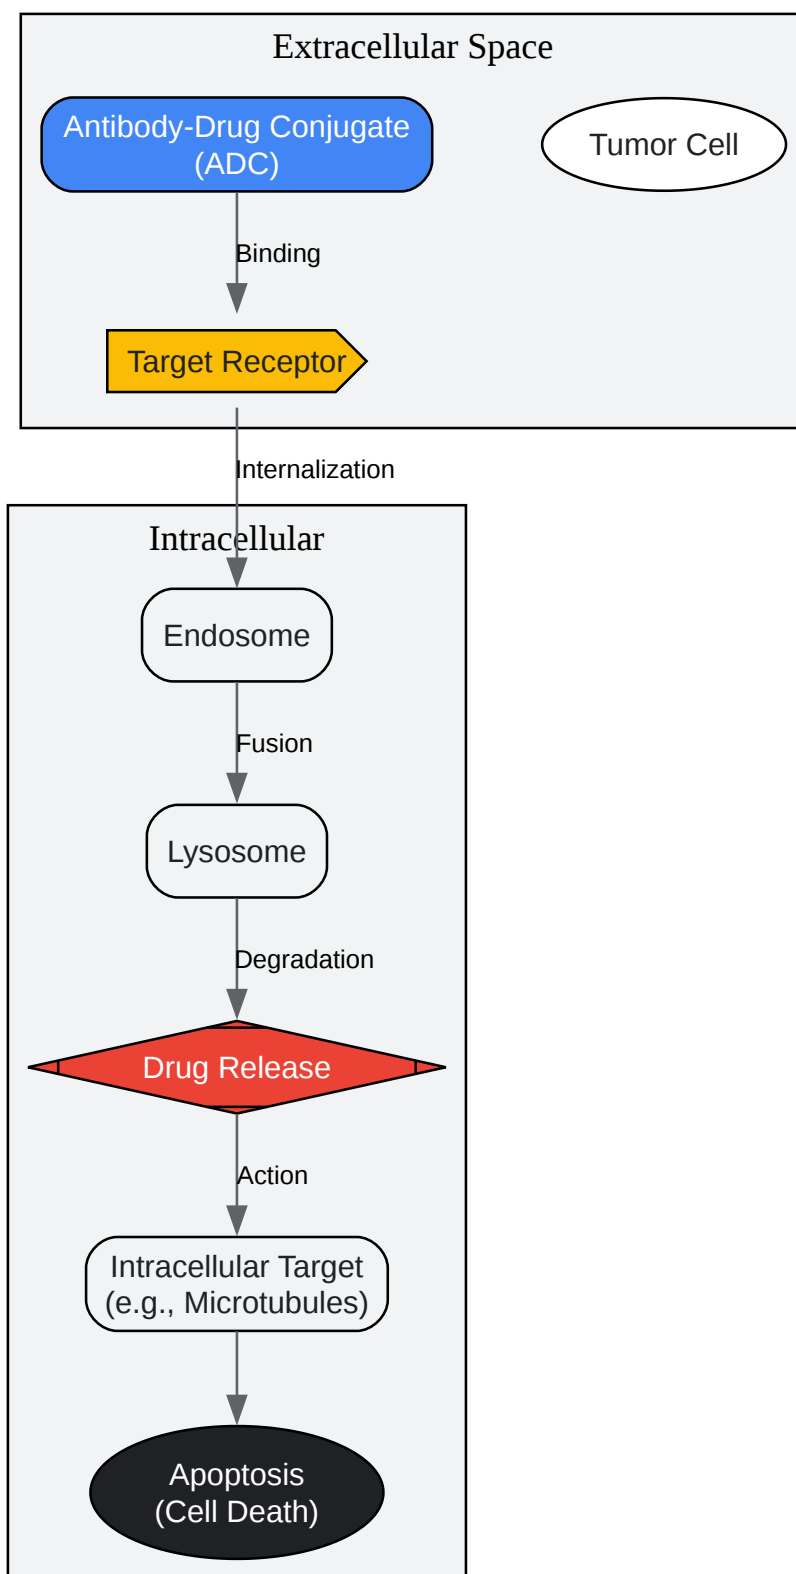 Extracellular Space
Antibody-Drug Conjugate
(ADC)
Tumor Cell
Binding
Target Receptor
Internalization
Intracellular
Endosome
Fusion
Lysosome
Degradation
Drug Release
Action
Intracellular Target
(e.g., Microtubules)
Apoptosis
(Cell Death)